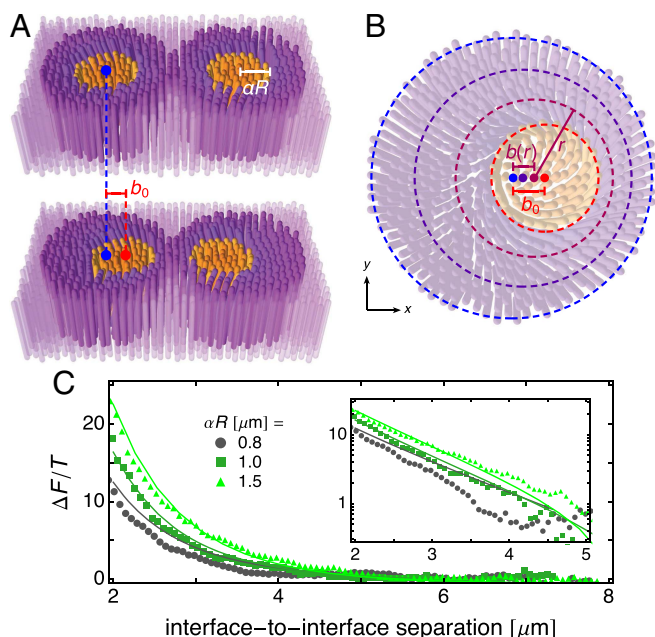 A
αR
b₀
B
b(r)
r
b₀
y
x
C
ΔF/T
20
10
0
αR [μm] =
0.8
1.0
1.5
10
1
2
3
4
5
2
4
6
8
interface-to-interface separation [μm]